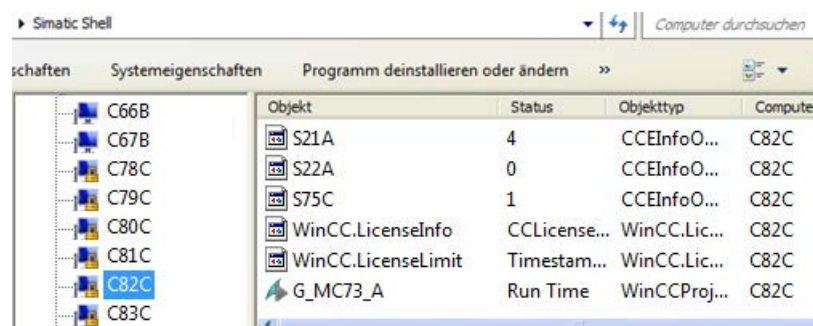 Simatic Shell
Computer durchsuchen
schaften Systemeigenschaften Programm deinstallieren oder ändern »
C66B
C67B
C78C
C79C
C80C
C81C
C82C
C83C
Objekt Status Objekttyp Compute
S21A 4 CCEInfoO... C82C
S22A 0 CCEInfoO... C82C
S75C 1 CCEInfoO... C82C
WinCC.LicenseInfo CCLicense... WinCC.Lic... C82C
WinCC.LicenseLimit Timestam... WinCC.Lic... C82C
G_MC73_A Run Time WinCCProj... C82C